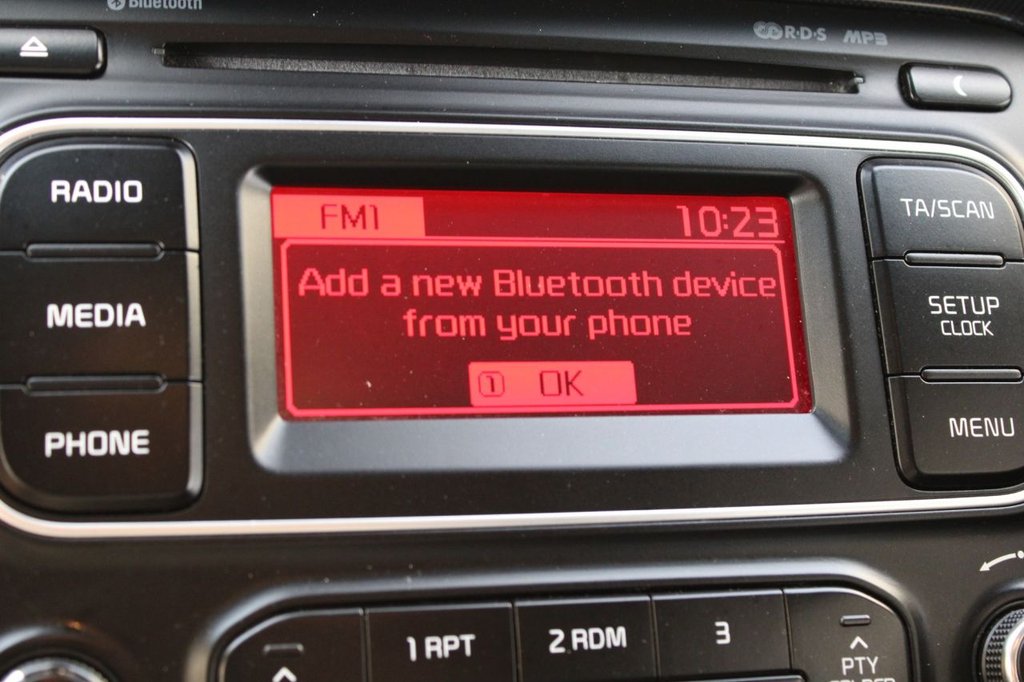 Bluetooth
R·D·S MP3
RADIO
MEDIA
PHONE
FM1 10:23
Add a new Bluetooth device
from your phone
1 OK
TA/SCAN
SETUP
CLOCK
MENU
1 RPT
2 RDM
3
PTY
FOLDER